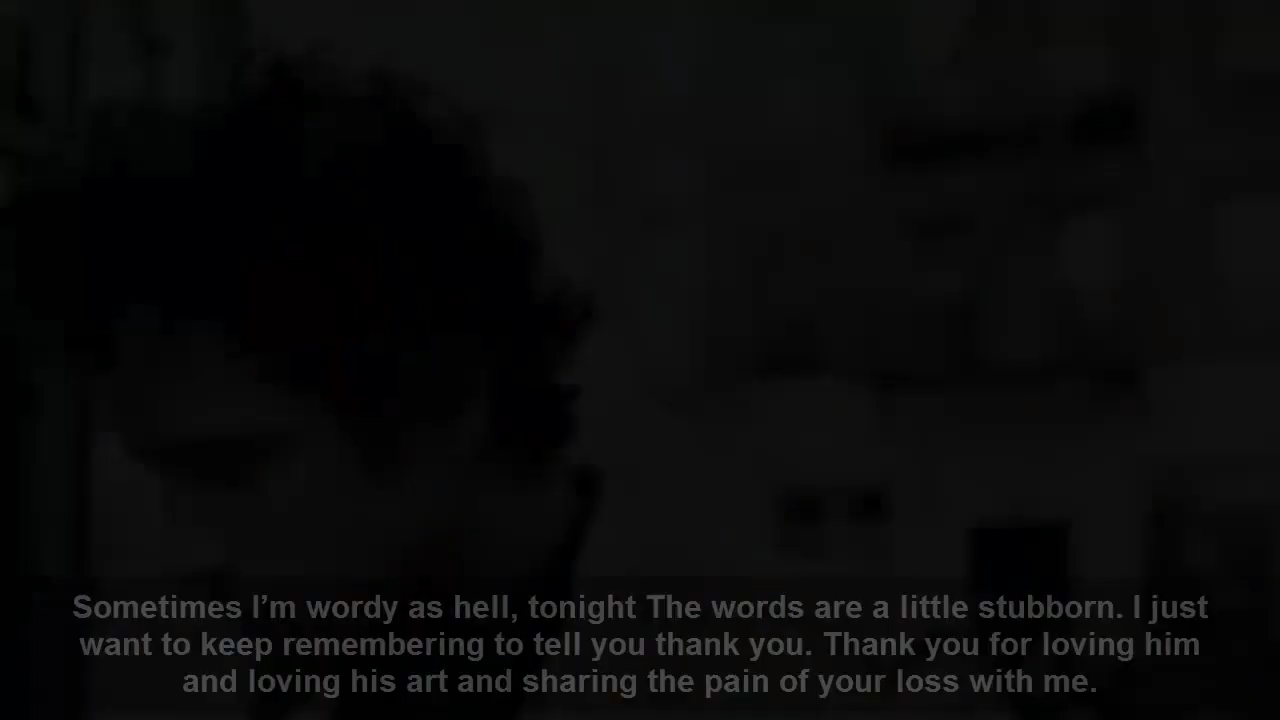 Sometimes I’m wordy as hell, tonight The words are a little stubborn. I just
want to keep remembering to tell you thank you. Thank you for loving him
and loving his art and sharing the pain of your loss with me.